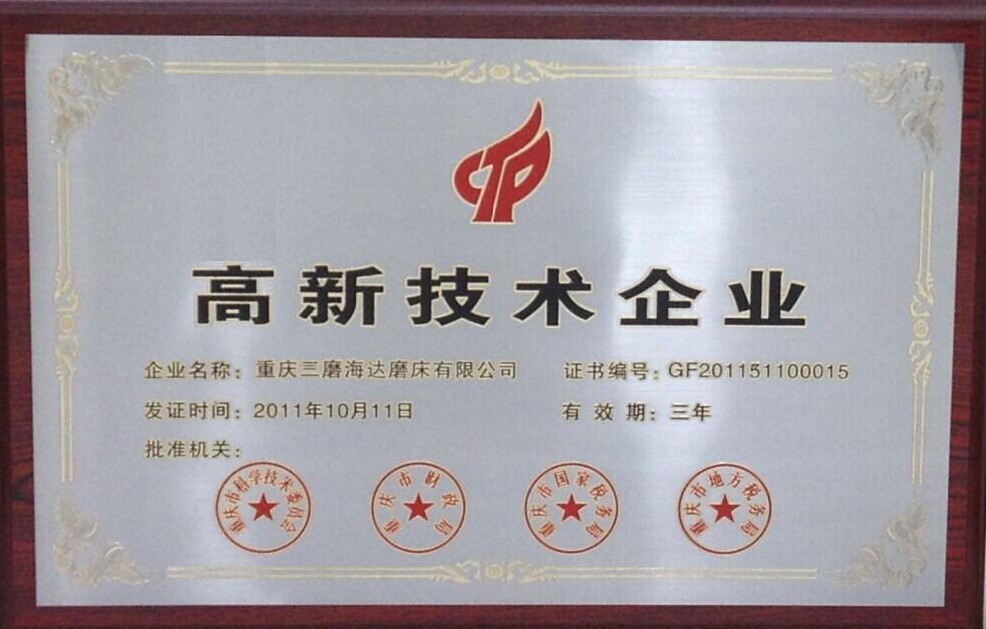 高新技术企业
企业名称：重庆三磨海达磨床有限公司 证书编号：GF201151100015
发证时间：2011年10月11日 有效期：三年
批准机关：
重庆市科学技术委员会 重庆市财政局 重庆市国家税务局 重庆市地方税务局